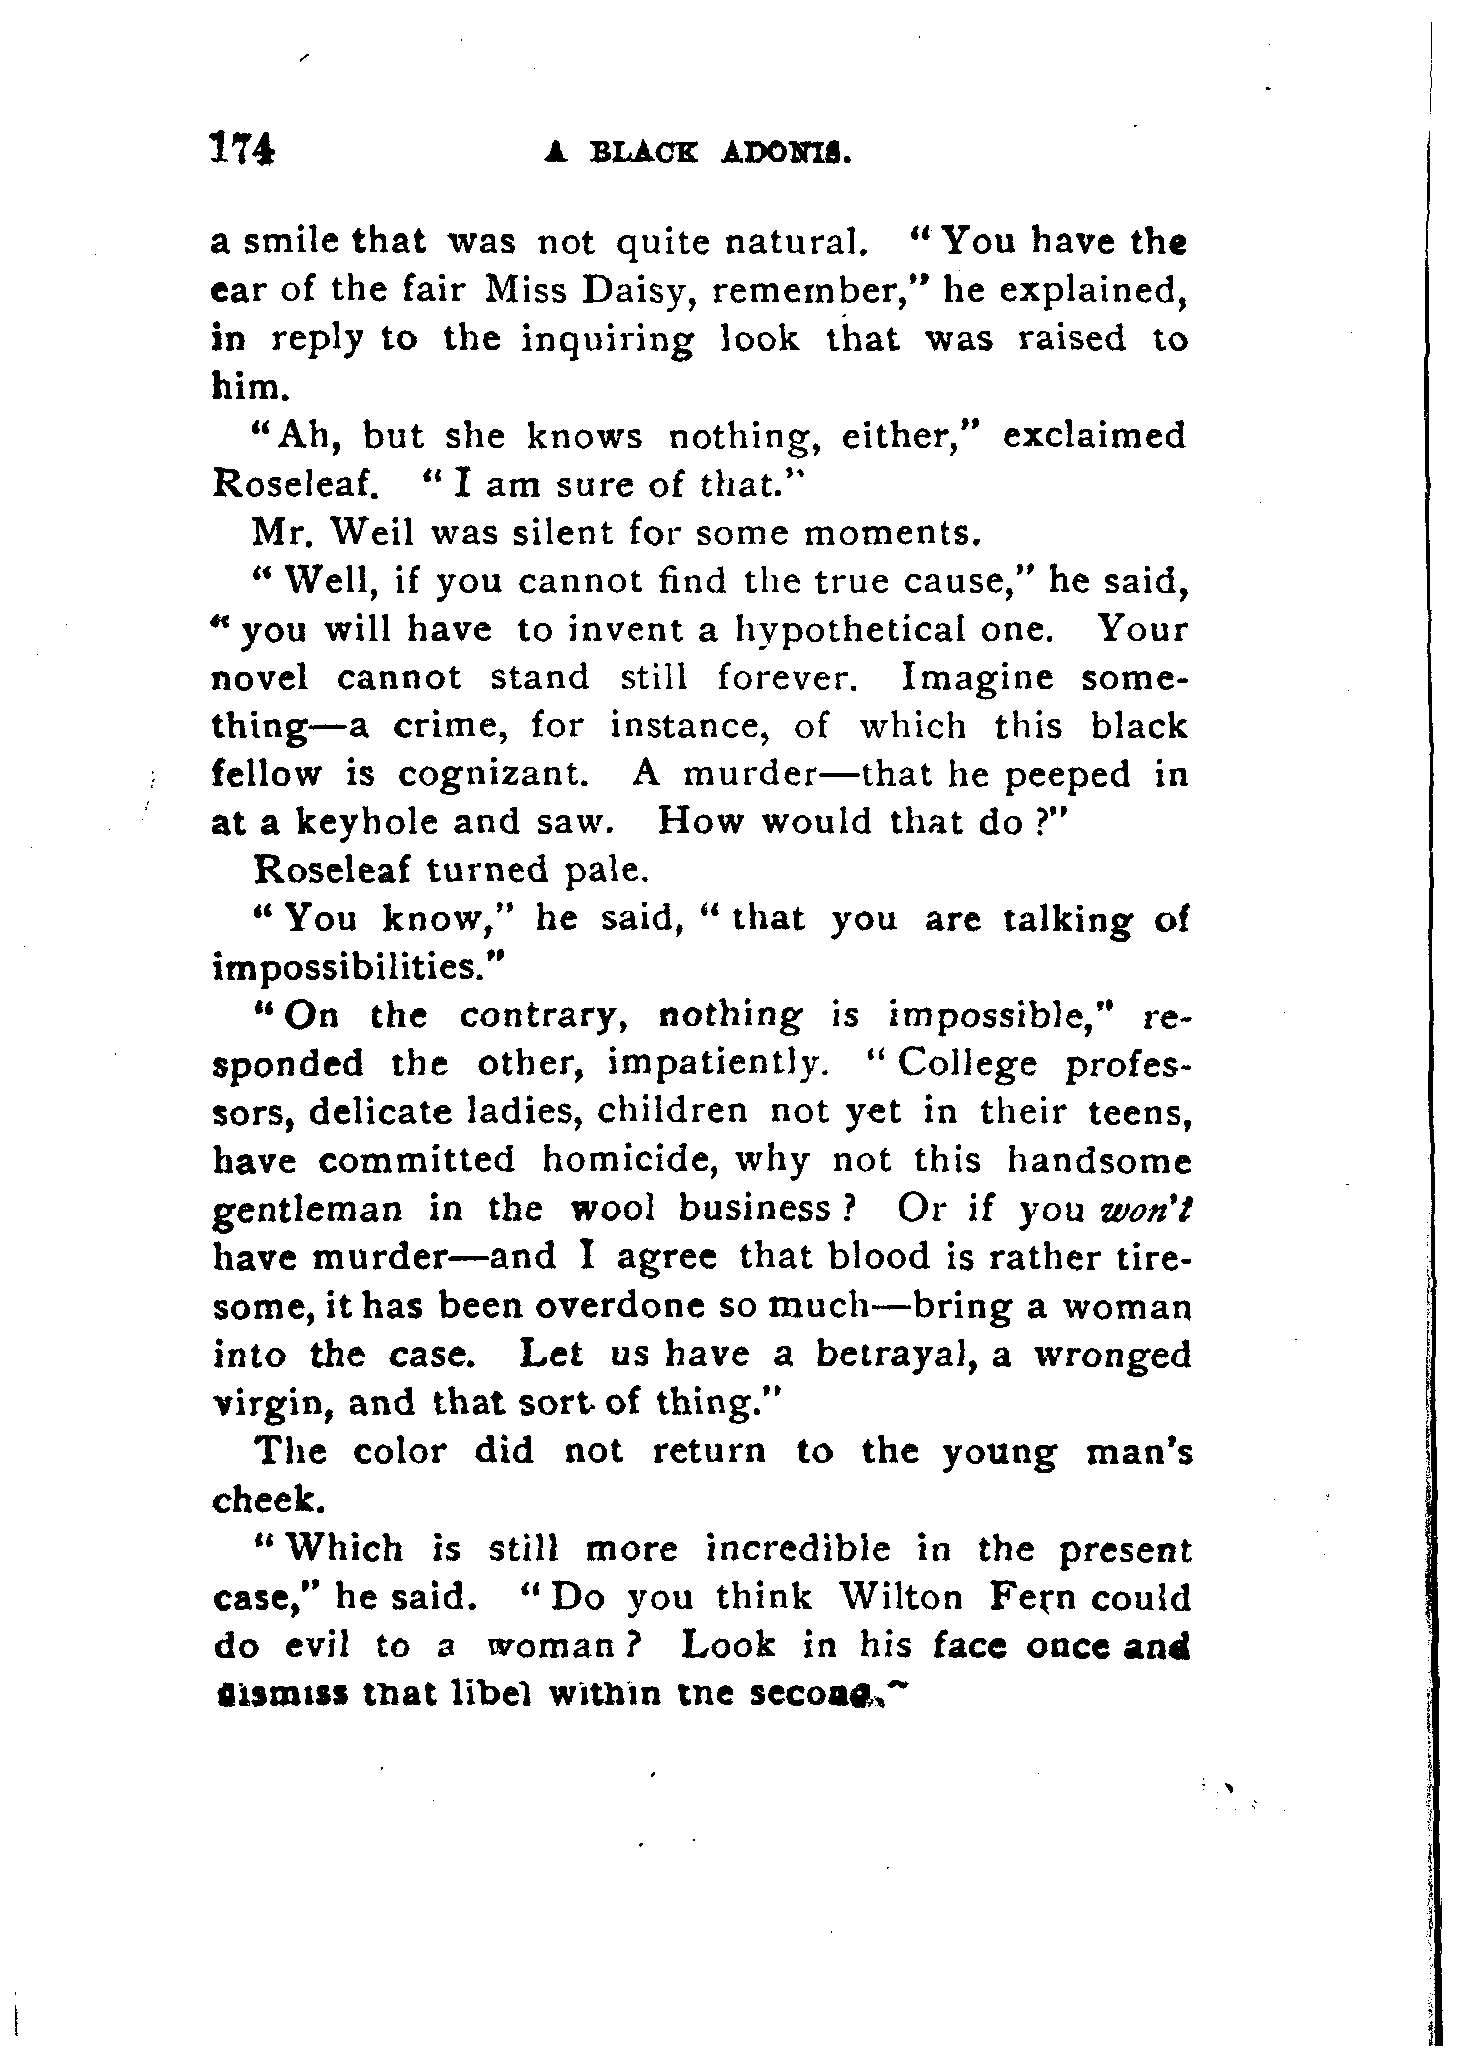 174 A BLACK ADONIS.
a smile that was not quite natural. "You have the
ear of the fair Miss Daisy, remember," he explained,
in reply to the inquiring look that was raised to
him.
"Ah, but she knows nothing, either," exclaimed
Roseleaf. "I am sure of that."
Mr. Weil was silent for some moments.
"Well, if you cannot find the true cause," he said,
"you will have to invent a hypothetical one. Your
novel cannot stand still forever. Imagine some-
thing—a crime, for instance, of which this black
fellow is cognizant. A murder—that he peeped in
at a keyhole and saw. How would that do?"
Roseleaf turned pale.
"You know," he said, "that you are talking of
impossibilities."
"On the contrary, nothing is impossible," re-
sponded the other, impatiently. "College profes-
sors, delicate ladies, children not yet in their teens,
have committed homicide, why not this handsome
gentleman in the wool business? Or if you won't
have murder—and I agree that blood is rather tire-
some, it has been overdone so much—bring a woman
into the case. Let us have a betrayal, a wronged
virgin, and that sort of thing."
The color did not return to the young man's
cheek.
"Which is still more incredible in the present
case," he said. "Do you think Wilton Fern could
do evil to a woman? Look in his face once and
dismiss that libel within the second."